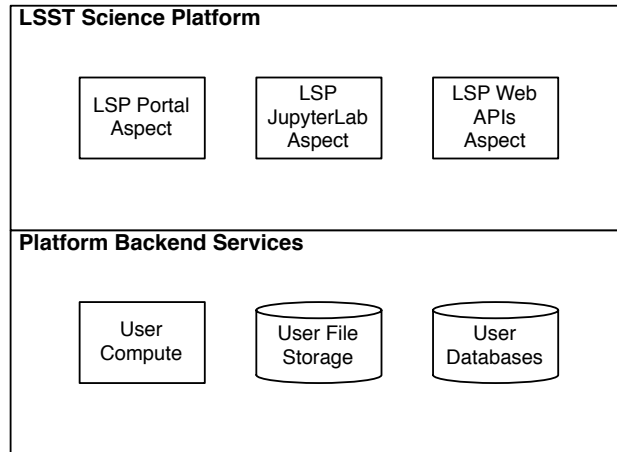 LSST Science Platform
LSP Portal
Aspect
LSP
JupyterLab
Aspect
LSP Web
APIs
Aspect
Platform Backend Services
User
Compute
User File
Storage
User
Databases